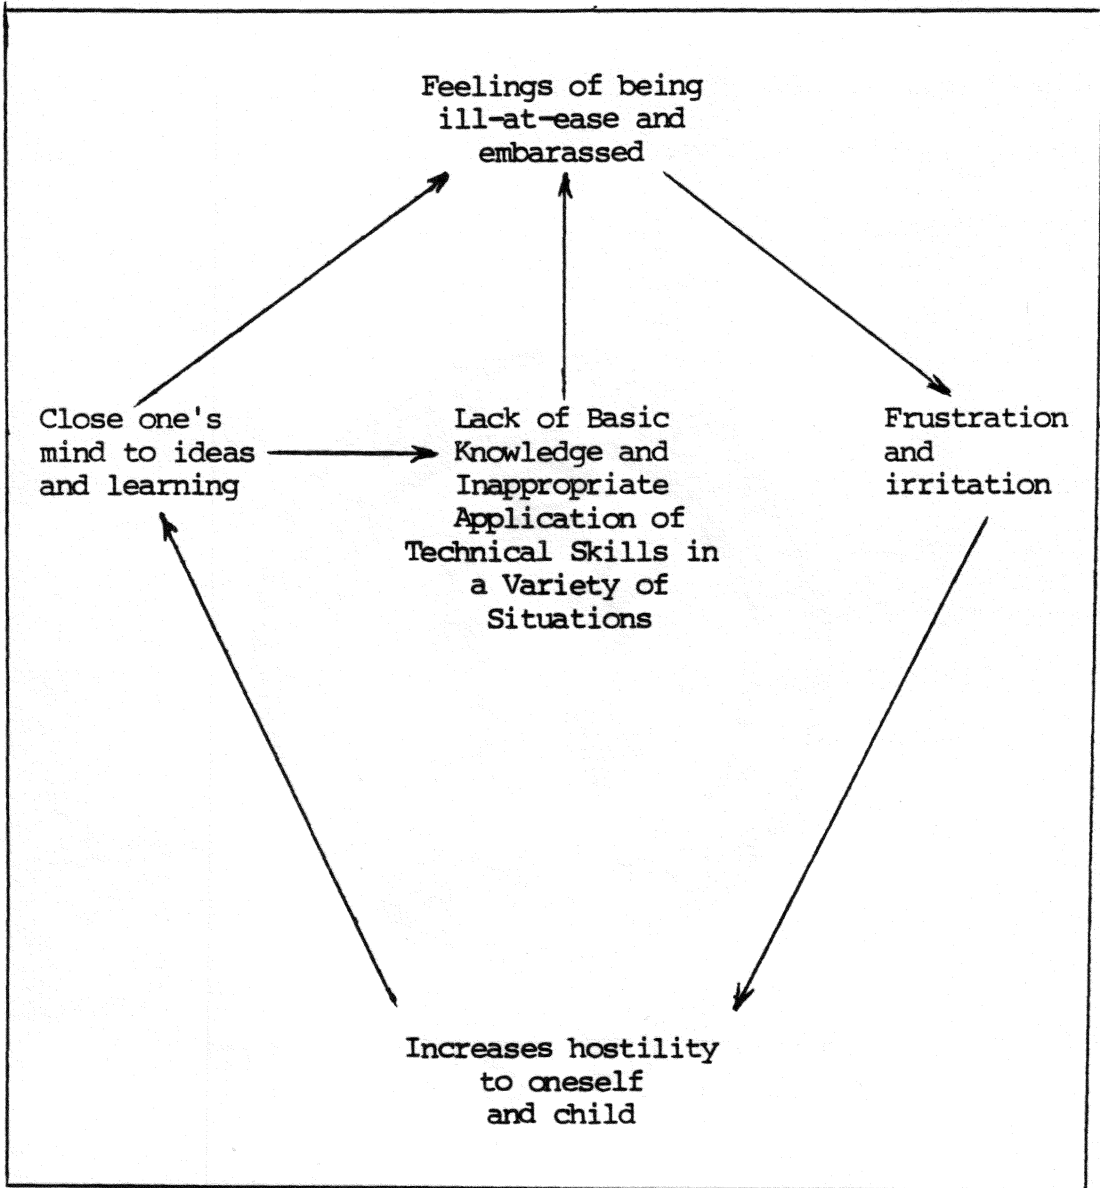 Feelings of being
ill-at-ease and
embarassed
Close one's
mind to ideas
and learning
Lack of Basic
Knowledge and
Inappropriate
Application of
Technical Skills in
a Variety of
Situations
Frustration
and
irritation
Increases hostility
to oneself
and child